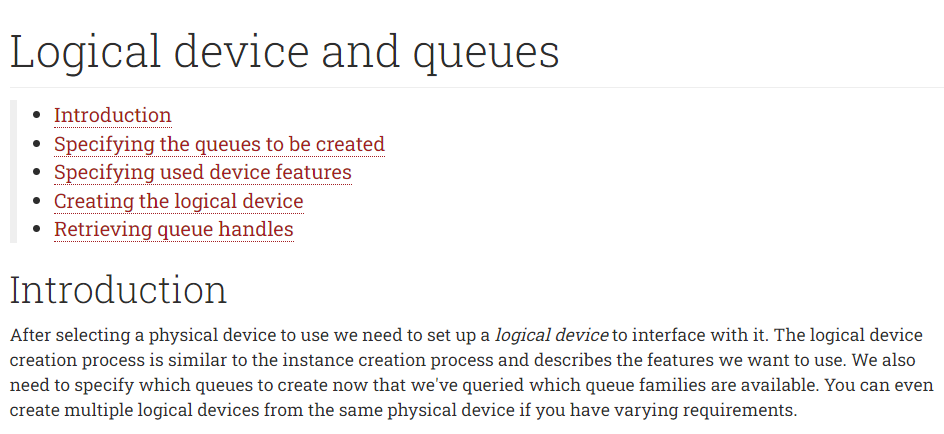 Logical device and queues
Introduction
Specifying the queues to be created
Specifying used device features
Creating the logical device
Retrieving queue handles
Introduction
After selecting a physical device to use we need to set up a logical device to interface with it. The logical device
creation process is similar to the instance creation process and describes the features we want to use. We also
need to specify which queues to create now that we've queried which queue families are available. You can even
create multiple logical devices from the same physical device if you have varying requirements.